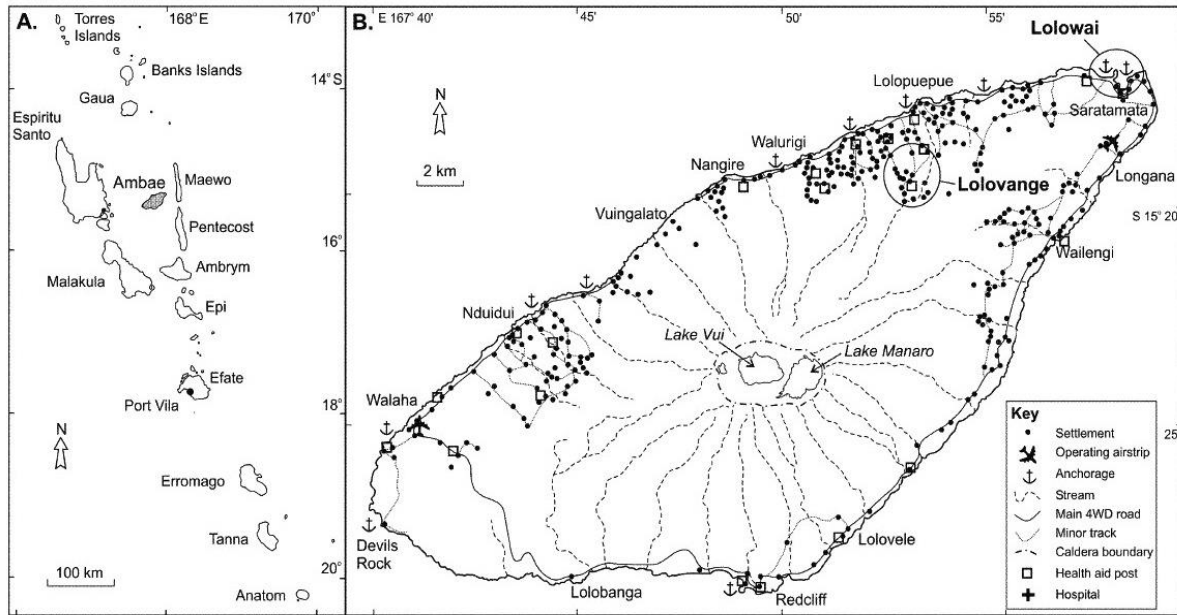 A.
168°E
170°
Torres
Islands
Banks Islands
14°S
Gaua
Espiritu
Santo
N
Ambae
Maewo
Pentecost
16°
Malakula
Ambrym
Epi
Efate
Port Vila
18°
N
Erromago
Tanna
100 km
20°
Anatom
B.
E 167° 40'
45'
50'
55'
Lolowai
Lolopuepue
Saratamata
N
2 km
Walurigi
Nangire
Longana
Lolovange
S 15° 20'
Vuingalato
Wailengi
Nduidui
Lake Vui
Lake Manaro
Walaha
25'
Devils
Rock
Lolovele
Lolobanga
Redcliff
Key
Settlement
Operating airstrip
Anchorage
Stream
Main 4WD road
Minor track
Caldera boundary
Health aid post
Hospital